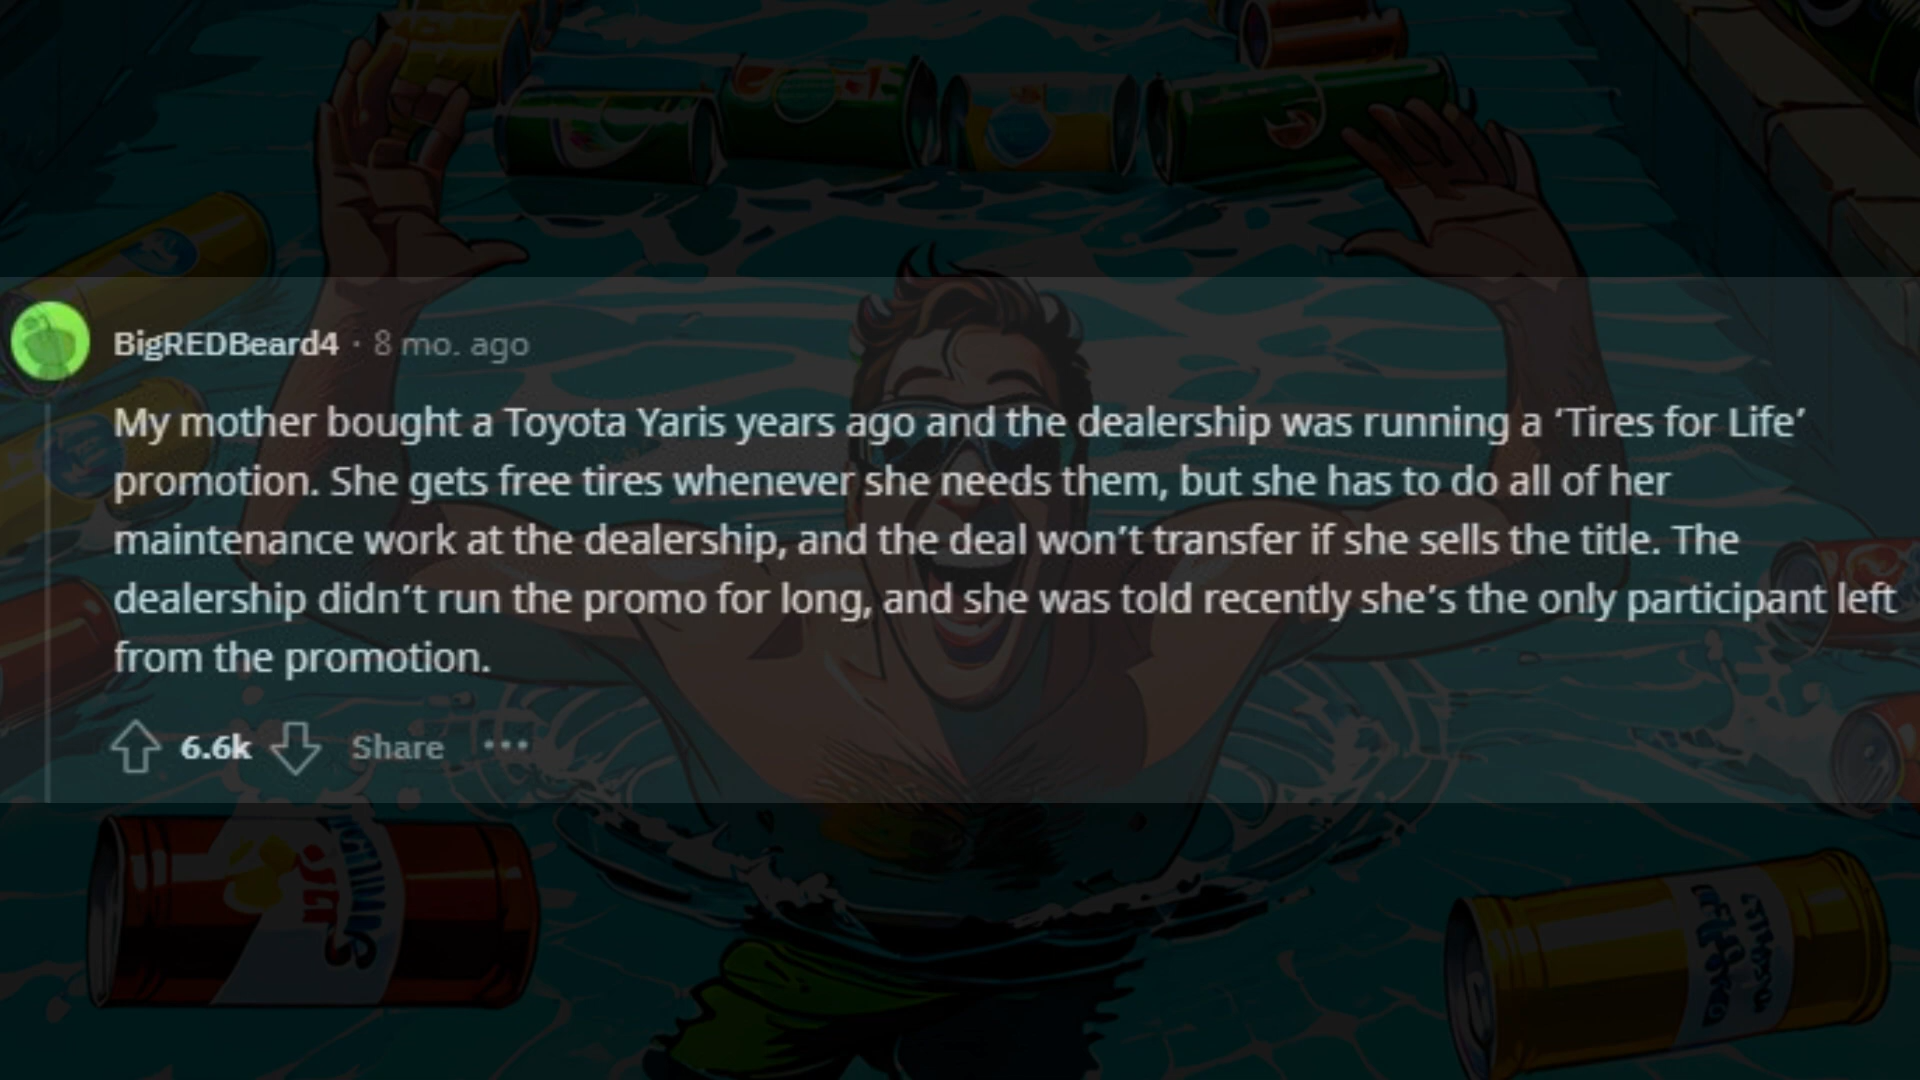 BigREDBeard4 · 8 mo. ago
My mother bought a Toyota Yaris years ago and the dealership was running a ‘Tires for Life’
promotion. She gets free tires whenever she needs them, but she has to do all of her
maintenance work at the dealership, and the deal won’t transfer if she sells the title. The
dealership didn’t run the promo for long, and she was told recently she’s the only participant left
from the promotion.
6.6k Share ···